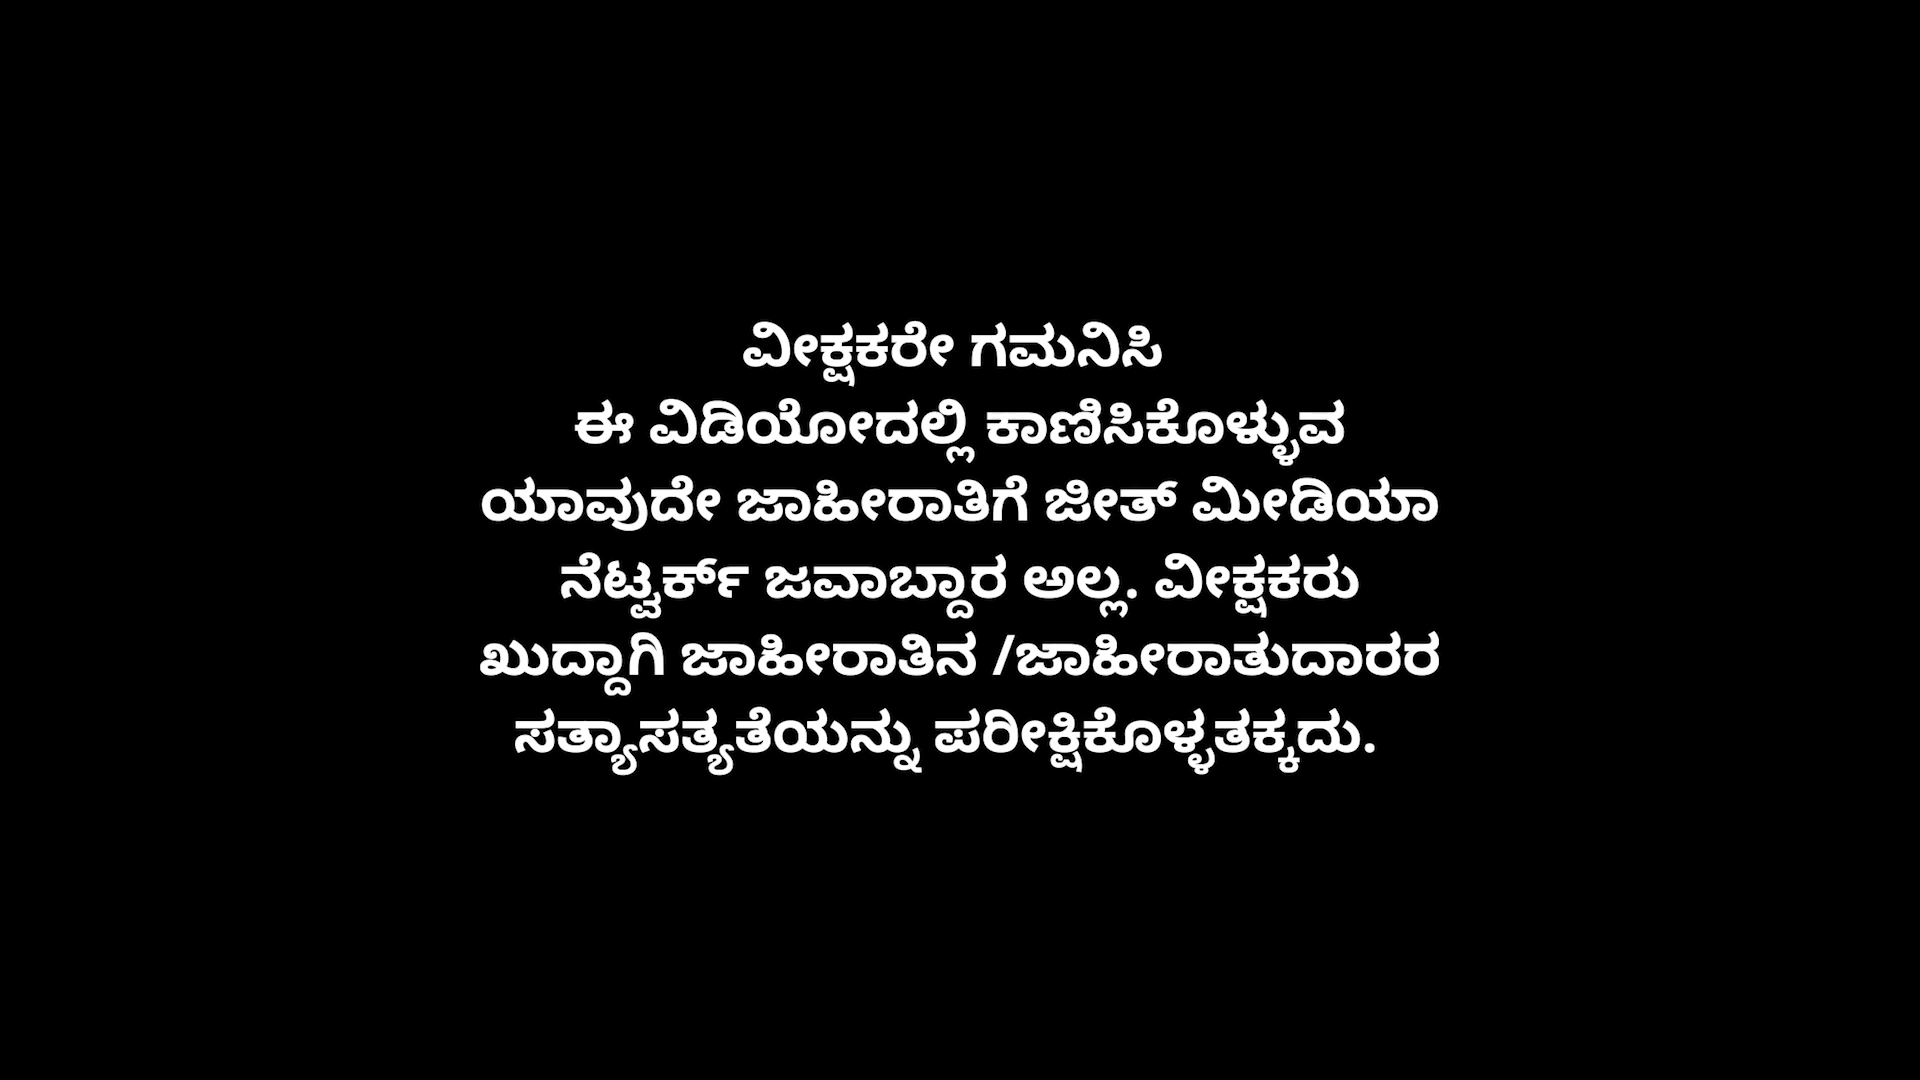 ವೀಕ್ಷಕರೇ ಗಮನಿಸಿ
ಈ ವಿಡಿಯೋದಲ್ಲಿ ಕಾಣಿಸಿಕೊಳ್ಳುವ
ಯಾವುದೇ ಜಾಹೀರಾತಿಗೆ ಜೀತ್ ಮೀಡಿಯಾ
ನೆಟ್ವರ್ಕ್ ಜವಾಬ್ದಾರ ಅಲ್ಲ. ವೀಕ್ಷಕರು
ಖುದ್ದಾಗಿ ಜಾಹೀರಾತಿನ /ಜಾಹೀರಾತುದಾರರ
ಸತ್ಯಾಸತ್ಯತೆಯನ್ನು ಪರೀಕ್ಷಿಕೊಳ್ಳತಕ್ಕದು.